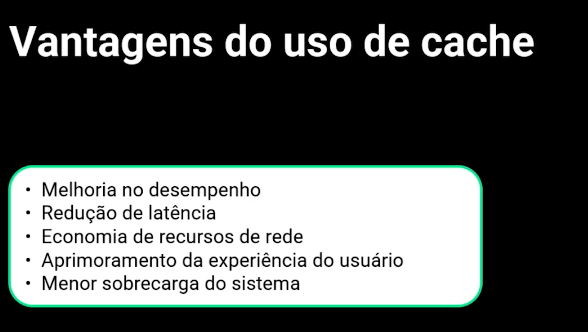 Vantagens do uso de cache
• Melhoria no desempenho
• Redução de latência
• Economia de recursos de rede
• Aprimoramento da experiência do usuário
• Menor sobrecarga do sistema